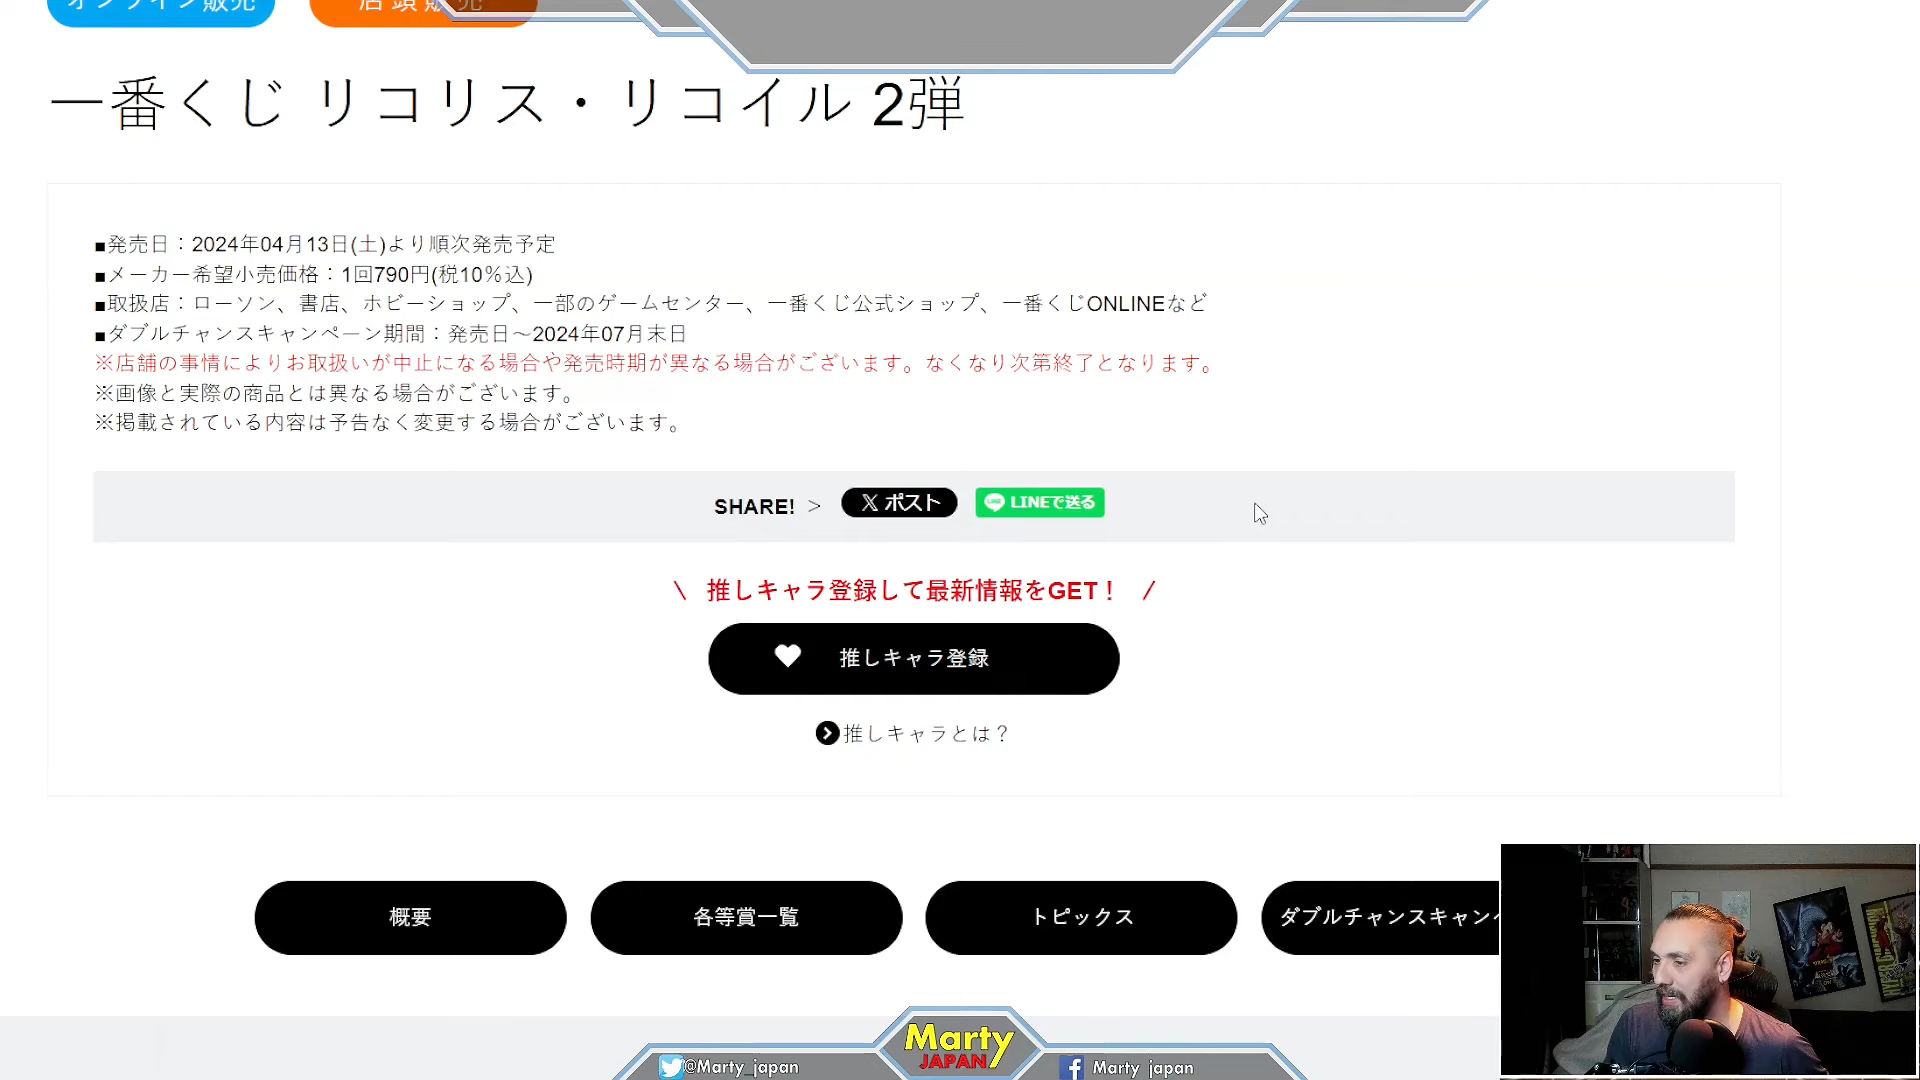 オンライン販売
店頭販売
一番くじ リコリス・リコイル 2弾
■発売日：2024年04月13日(土)より順次発売予定
■メーカー希望小売価格：1回790円(税10％込)
■取扱店：ローソン、書店、ホビーショップ、一部のゲームセンター、一番くじ公式ショップ、一番くじONLINEなど
■ダブルチャンスキャンペーン期間：発売日～2024年07月末日
※店舗の事情によりお取扱いが中止になる場合や発売時期が異なる場合がございます。なくなり次第終了となります。
※画像と実際の商品とは異なる場合がございます。
※掲載されている内容は予告なく変更する場合がございます。
SHARE! >
X ポスト
LINEで送る
\ 推しキャラ登録して最新情報をGET！ /
推しキャラ登録
推しキャラとは？
概要
各等賞一覧
トピックス
ダブルチャンスキャン
Marty
JAPAN
@Marty_japan
Marty japan